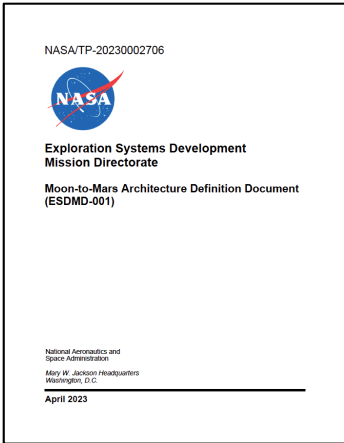 NASA/TP-20230002706
NASA
Exploration Systems Development
Mission Directorate
Moon-to-Mars Architecture Definition Document
(ESDMD-001)
National Aeronautics and
Space Administration
Mary W. Jackson Headquarters
Washington, D.C.
April 2023